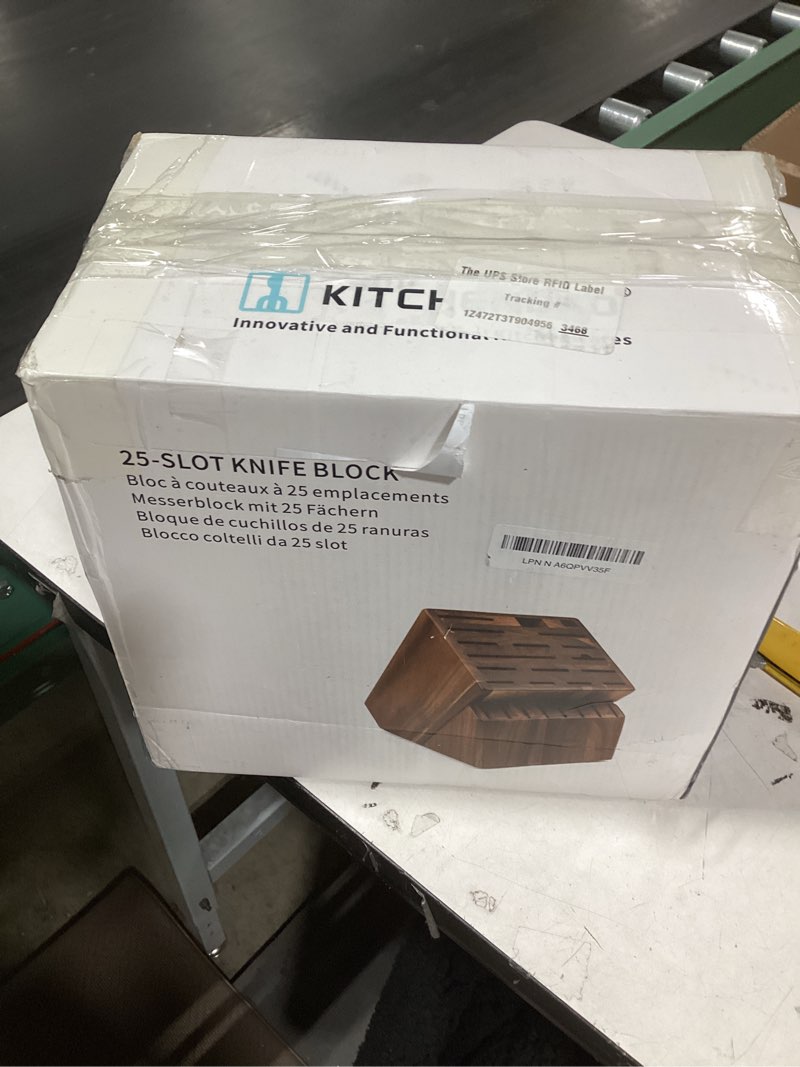 KITCH
Innovative and Functional
es
The UPS Store RFID Label
Tracking #
1Z472T3T904956 3468
25-SLOT KNIFE BLOCK
Bloc à couteaux à 25 emplacements
Messerblock mit 25 Fächern
Bloque de cuchillos de 25 ranuras
Blocco coltelli da 25 slot
LPN N A6QPVV35F